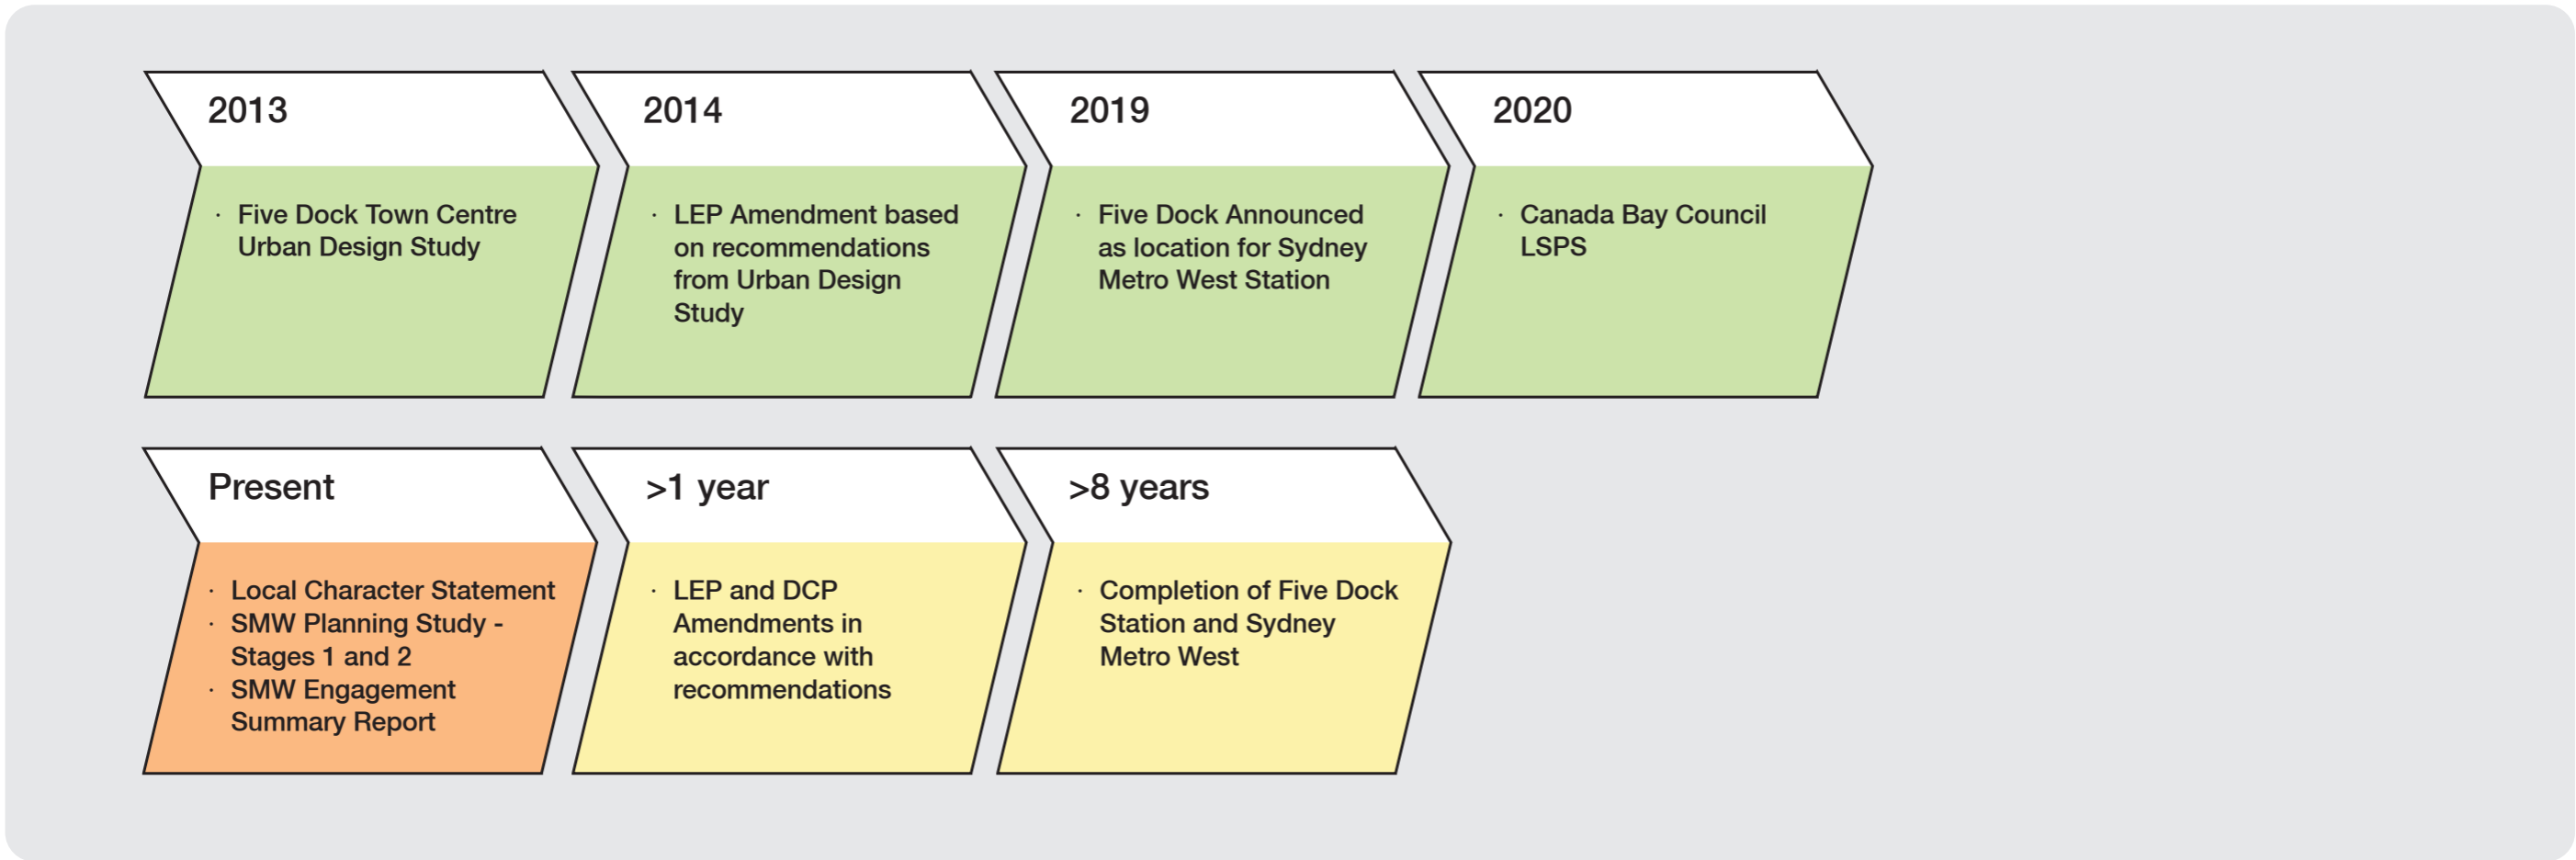 2013
· Five Dock Town Centre
Urban Design Study
2014
· LEP Amendment based
on recommendations
from Urban Design
Study
2019
· Five Dock Announced
as location for Sydney
Metro West Station
2020
· Canada Bay Council
LSPS
Present
· Local Character Statement
· SMW Planning Study -
Stages 1 and 2
· SMW Engagement
Summary Report
>1 year
· LEP and DCP
Amendments in
accordance with
recommendations
>8 years
· Completion of Five Dock
Station and Sydney
Metro West